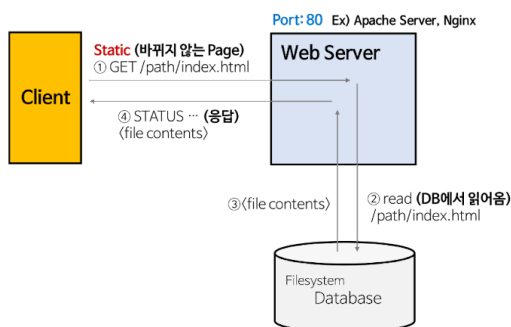 Port: 80 Ex) Apache Server, Nginx
Static (바뀌지 않는 Page)
① GET /path/index.html
Client
Web Server
④ STATUS … (응답)
〈file contents〉
③〈file contents〉
② read (DB에서 읽어옴)
/path/index.html
Filesystem
Database